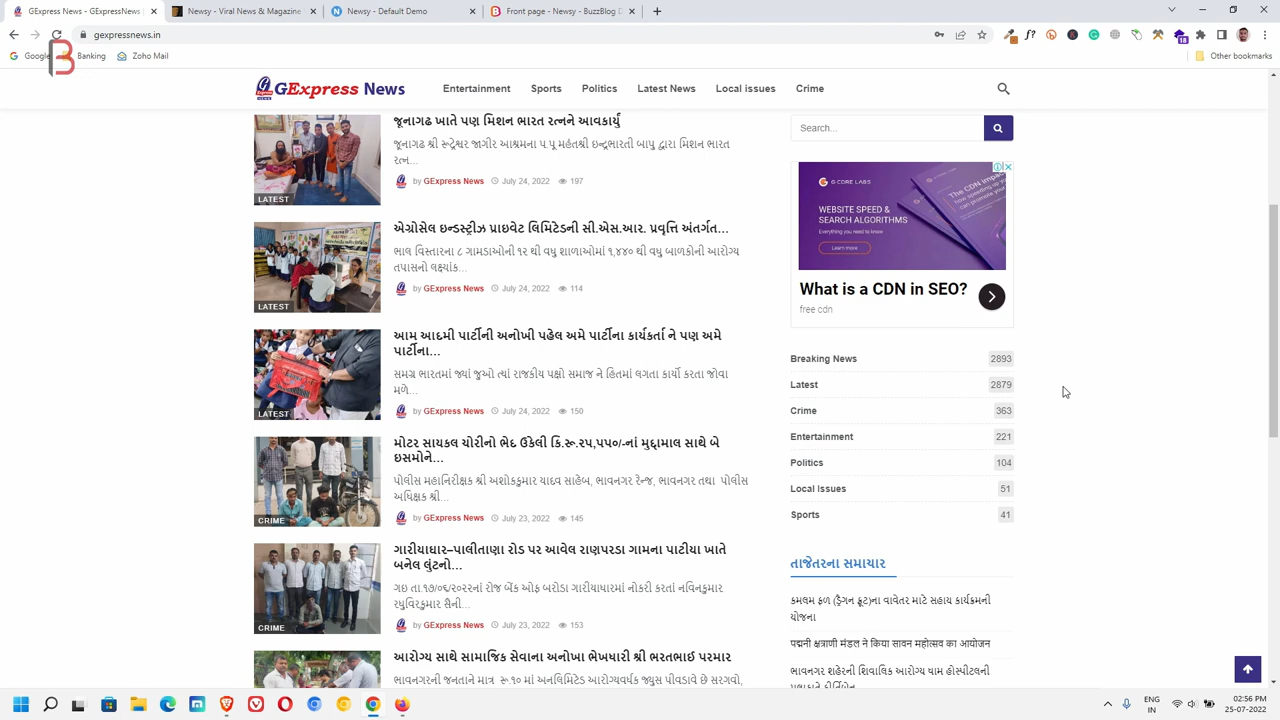 GExpress News
Front page - BuzzBlog D
gexpressnews.in
Google
Banking
Zoho Mail
Other bookmarks
18
B
GExpress News
Entertainment
Sports
Politics
Latest News
Local issues
Crime
જૂનાગઢ ખાતે પણ મિશન ભારત રત્નને આવકાર્યું
જૂનાગઢ શ્રી રૂદ્રેશ્વર જાગીર આશ્રમના પ.પૂ મહંતશ્રી ઇન્દ્રભારતી બાપુ દ્વારા મિશન ભારત
રત્ન...
LATEST
by GExpress News July 24, 2022 197
એગ્રોસેલ ઇન્ડસ્ટ્રીઝ પ્રાઇવેટ લિમિટેડની સી.એસ.આર. પ્રવૃત્તિ અંતર્ગત...
ભાલ વિસ્તારના ૮ ગામડાઓની ૧૨ થી વધુ શાળાઓમાં ૧,૪૪૦ થી વધુ બાળકોની આરોગ્ય
તપાસનો લક્ષ્યાંક...
LATEST
by GExpress News July 24, 2022 114
આમ આદમી પાર્ટીની અનોખી પહેલ અમે પાર્ટીના કાર્યકર્તા ને પણ અમે
પાર્ટીના...
સમગ્ર ભારતમાં જ્યાં જુઓ ત્યાં રાજકીય પક્ષો સમાજ ને હિતમાં લગતા કાર્યો કરતા જોવા
મળે...
LATEST
by GExpress News July 24, 2022 150
મોટર સાયકલ ચોરીનો ભેદ ઉકેલી કિ.રૂ.૨૫,૫૫૦/-નાં મુદ્દામાલ સાથે બે
ઇસમોને...
પોલીસ મહાનિરીક્ષક શ્રી અશોકકુમાર યાદવ સાહેબ, ભાવનગર રેન્જ, ભાવનગર તથા પોલીસ
અધિક્ષક શ્રી...
CRIME
by GExpress News July 23, 2022 145
ગારીયાધાર–પાલીતાણા રોડ પર આવેલ રાણપરડા ગામના પાટીયા ખાતે
બનેલ લુંટનો...
ગઇ તા.૧૭/૦૬/૨૦૨૨નાં રોજ બેંક ઓફ બરોડા ગારીયાધારમાં નોકરી કરતાં નવિનકુમાર
રઘુવિરકુમાર સૈની...
CRIME
by GExpress News July 23, 2022 153
આરોગ્ય સાથે સામાજિક સેવાના અનોખા ભેખધારી શ્રી ભરતભાઈ પરમાર
ભાવનગરની જનતાને માત્ર રૂ.૧૦ માં અનલિમિટેડ આરોગ્યવર્ધક જ્યુસ પીવડાવે છે સરગવો,
Search...
G-CORE LABS
WEBSITE SPEED &
SEARCH ALGORITHMS
Everything you need to know
Learn more
What is a CDN in SEO?
free cdn
Breaking News 2893
Latest 2879
Crime 363
Entertainment 221
Politics 104
Local Issues 51
Sports 41
તાજેતરના સમાચાર
કમલમ ફળ (ડ્રેગન ફ્રૂટ)ના વાવેતર માટે સહાય કાર્યક્રમની
યોજના
पद्मनी क्षत्राणी मंडल ने किया सावन महोत्सव का आयोजन
ભાવનગર શહેરની શિવાલિક આરોગ્ય ધામ હોસ્પીટલની
ENG
IN
02:56 PM
25-07-2022